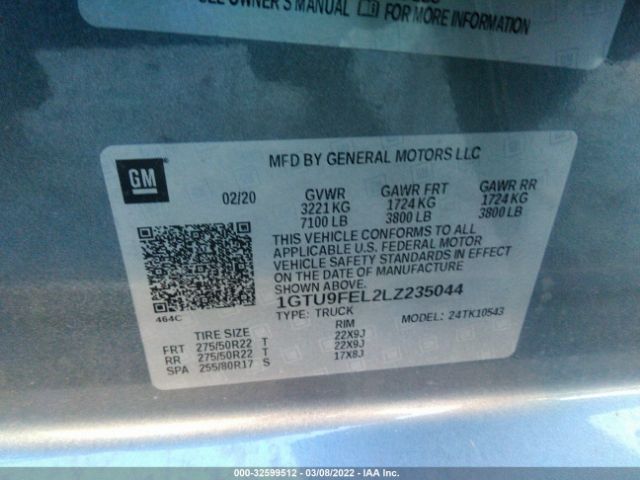 SEE OWNER'S MANUAL FOR MORE INFORMATION
GM
MFD BY GENERAL MOTORS LLC
02/20 GVWR GAWR FRT GAWR RR
3221 KG 1724 KG 1724 KG
7100 LB 3800 LB 3800 LB
THIS VEHICLE CONFORMS TO ALL
APPLICABLE U.S. FEDERAL MOTOR
VEHICLE SAFETY STANDARDS IN EFFECT
ON THE DATE OF MANUFACTURE
SHOWN ABOVE.
1GTU9FEL2LZ235044
464C
TYPE: TRUCK MODEL: 24TK10543
TIRE SIZE RIM
FRT 275/50R22 T 22X9J
RR 275/50R22 T 22X9J
SPA 255/80R17 S 17X8J
000-32599512 - 03/08/2022 - IAA Inc.